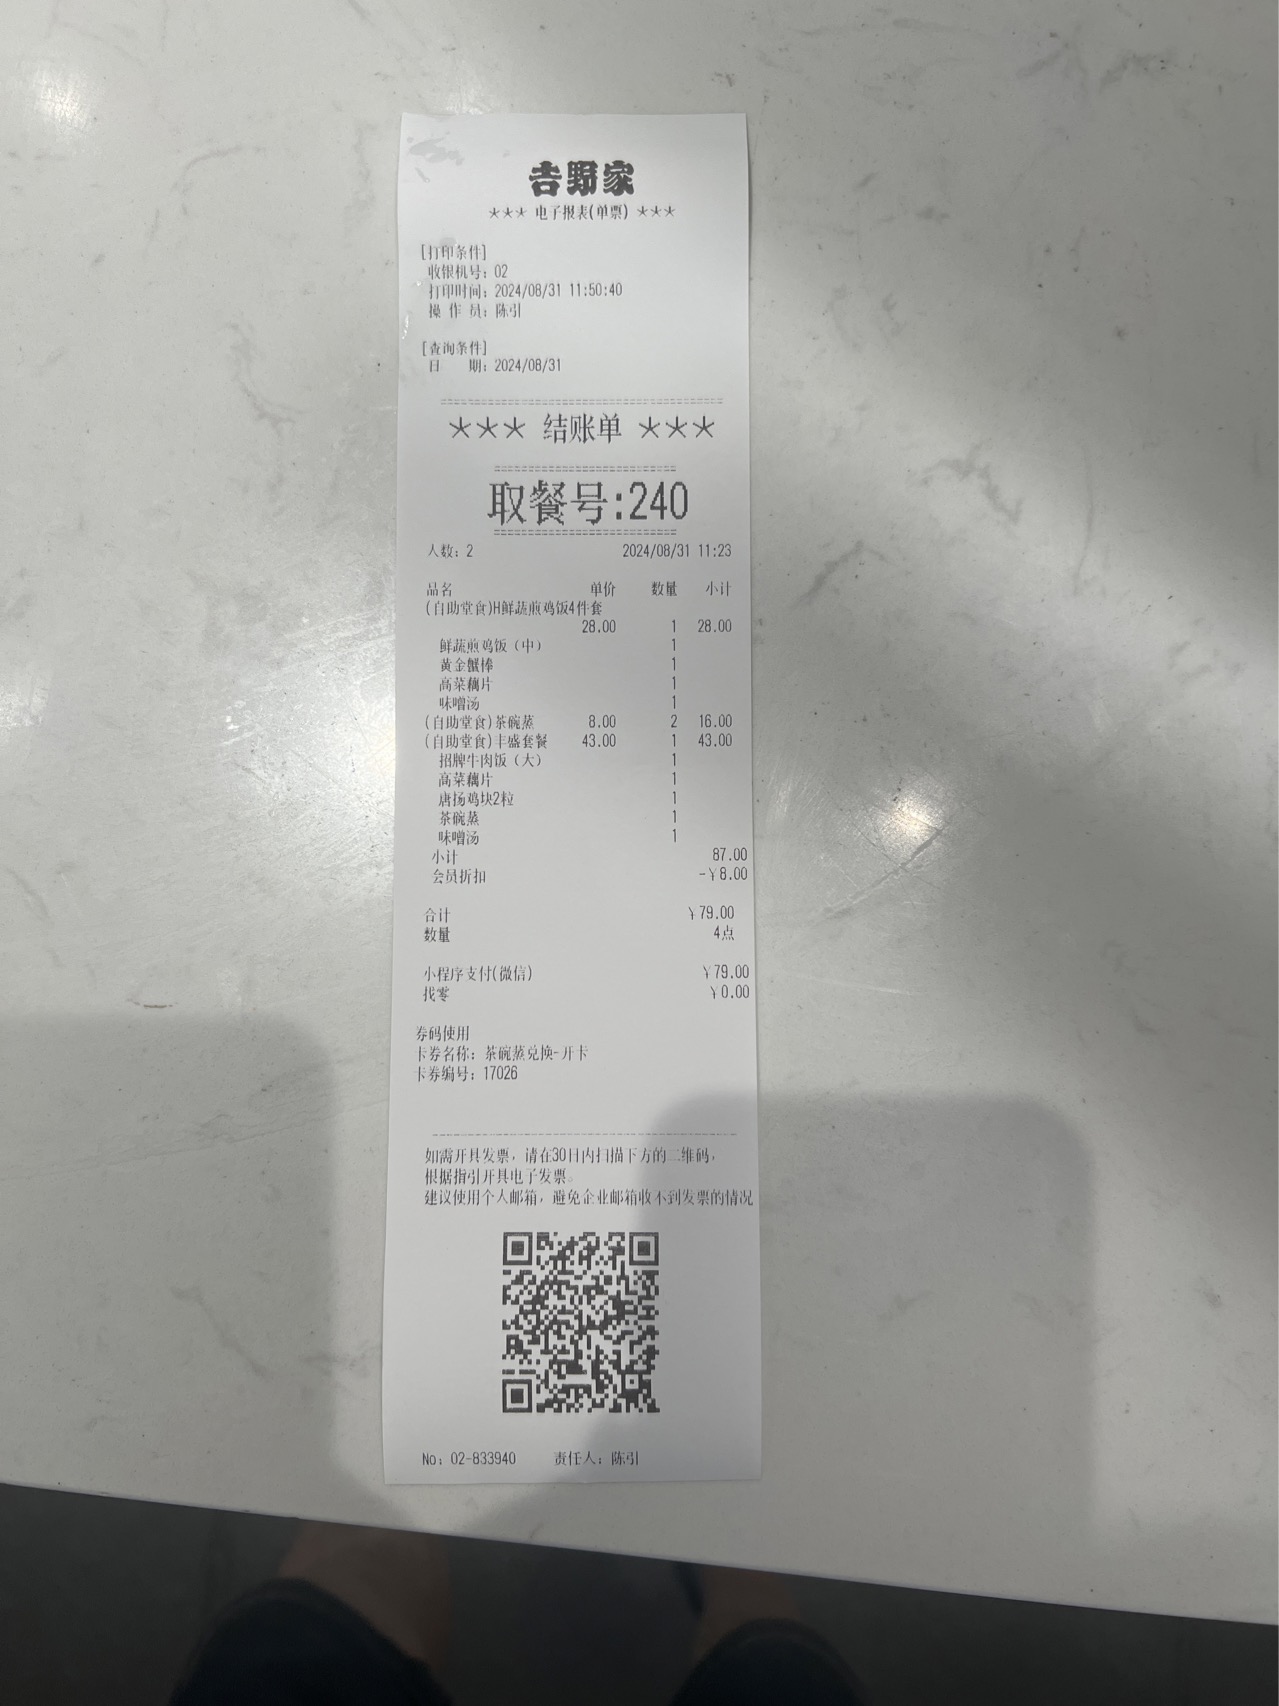 吉野家
*** 电子报表(单票) ***
[打印条件]
收银机号: 02
打印时间: 2024/08/31 11:50:40
操 作 员: 陈引
[查询条件]
日 期: 2024/08/31
*** 结账单 ***
取餐号:240
人数: 2 2024/08/31 11:23
品名 单价 数量 小计
(自助堂食)H鲜蔬煎鸡饭4件套
28.00 1 28.00
鲜蔬煎鸡饭（中） 1
黄金蟹棒 1
高菜藕片 1
味噌汤 1
(自助堂食)茶碗蒸 8.00 2 16.00
(自助堂食)丰盛套餐 43.00 1 43.00
招牌牛肉饭（大） 1
高菜藕片 1
唐扬鸡块2粒 1
茶碗蒸 1
味噌汤 1
小计 87.00
会员折扣 -¥8.00
合计 ¥79.00
数量 4点
小程序支付(微信) ¥79.00
找零 ¥0.00
券码使用
卡券名称: 茶碗蒸兑换-开卡
卡券编号: 17026
如需开具发票，请在30日内扫描下方的二维码，
根据指引开具电子发票。
建议使用个人邮箱，避免企业邮箱收不到发票的情况
No: 02-833940 责任人: 陈引